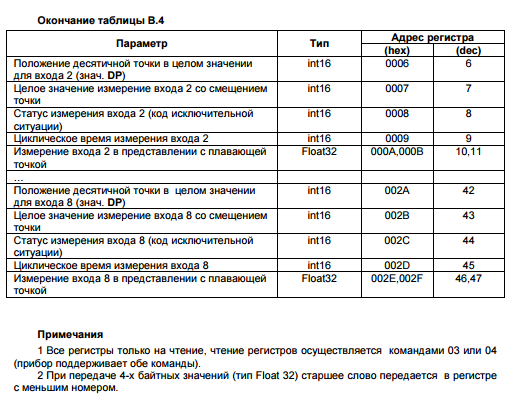 Окончание таблицы В.4
Параметр
Тип
Адрес регистра
(hex)
(dec)
Положение десятичной точки в целом значении
для входа 2 (знач. DP)
int16
0006
6
Целое значение измерение входа 2 со смещением
точки
int16
0007
7
Статус измерения входа 2 (код исключительной
ситуации)
int16
0008
8
Циклическое время измерения входа 2
int16
0009
9
Измерение входа 2 в представлении с плавающей
точкой
Float32
000A,000B
10,11
…
Положение десятичной точки в целом значении
для входа 8 (знач. DP)
int16
002A
42
Целое значение измерения входа 8 со смещением
точки
int16
002B
43
Статус измерения входа 8 (код исключительной
ситуации)
int16
002C
44
Циклическое время измерения входа 8
int16
002D
45
Измерение входа 8 в представлении с плавающей
точкой
Float32
002E,002F
46,47
Примечания
1 Все регистры только на чтение, чтение регистров осуществляется командами 03 или 04
(прибор поддерживает обе команды).
2 При передаче 4-х байтных значений (тип Float 32) старшее слово передается в регистре
с меньшим номером.